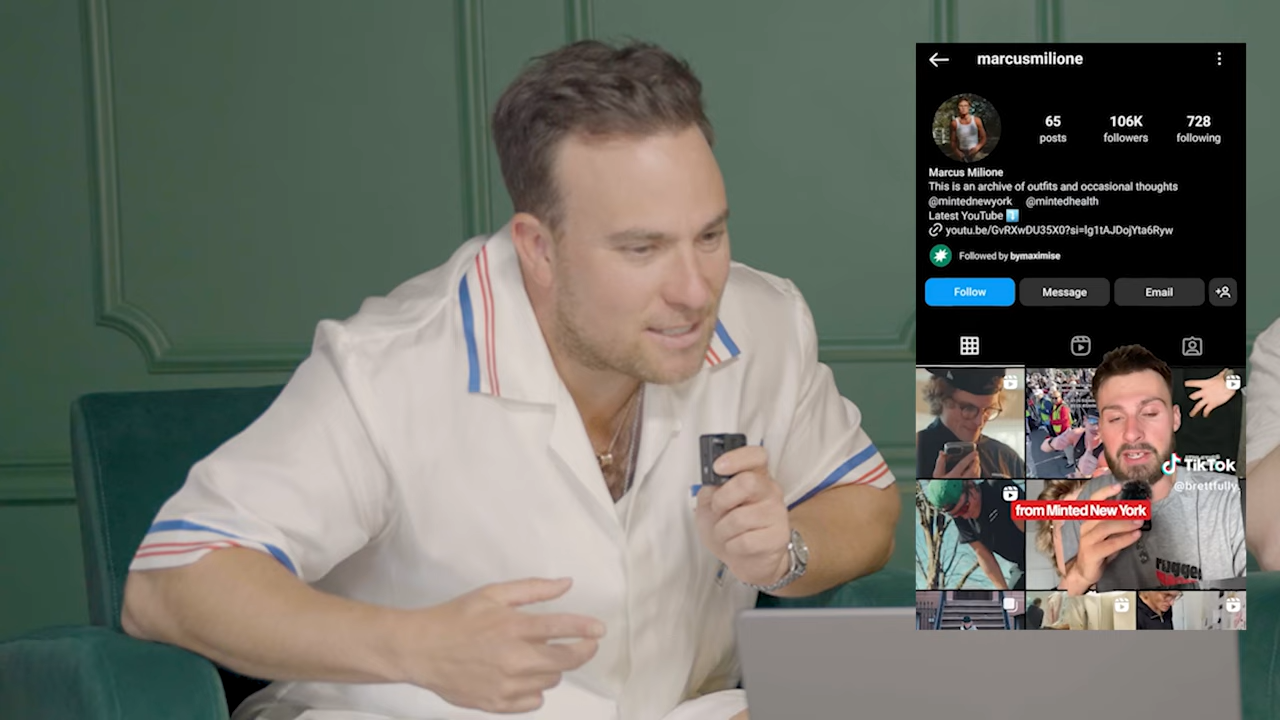 marcusmilione
65 posts
106K followers
728 following
Marcus Milione
This is an archive of outfits and occasional thoughts
@mintednewyork @mintedhealth
Latest YouTube
youtu.be/GvRXwDU35X0?si=lg1tAJDojYta6Ryw
Followed by bymaximise
Follow Message Email
TikTok
@brettfully
from Minted New York
rugged